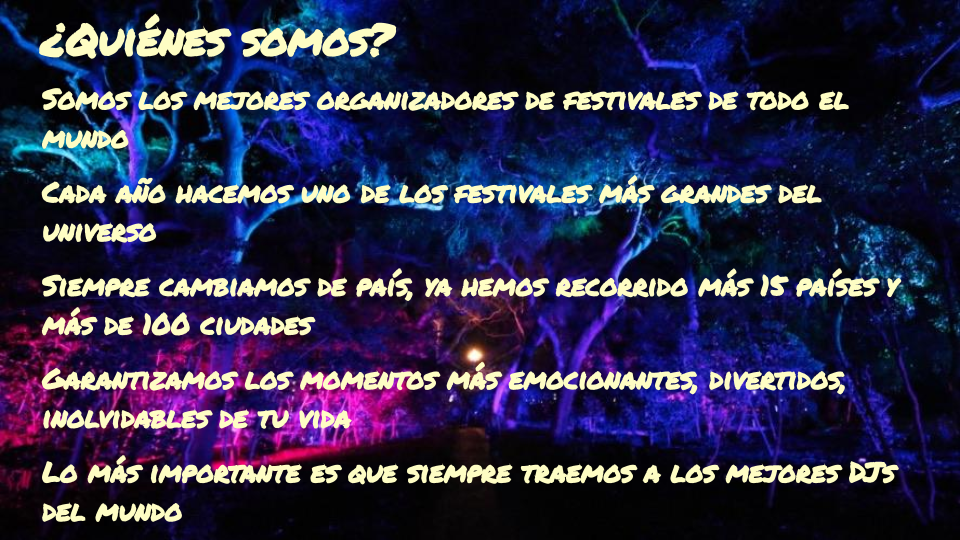 ¿Quiénes somos?
Somos los mejores organizadores de festivales de todo el
mundo
Cada año hacemos uno de los festivales más grandes del
universo
Siempre cambiamos de país, ya hemos recorrido más 15 países y
más de 100 ciudades
Garantizamos los momentos más emocionantes, divertidos,
inolvidables de tu vida
Lo más importante es que siempre traemos a los mejores DJs
del mundo